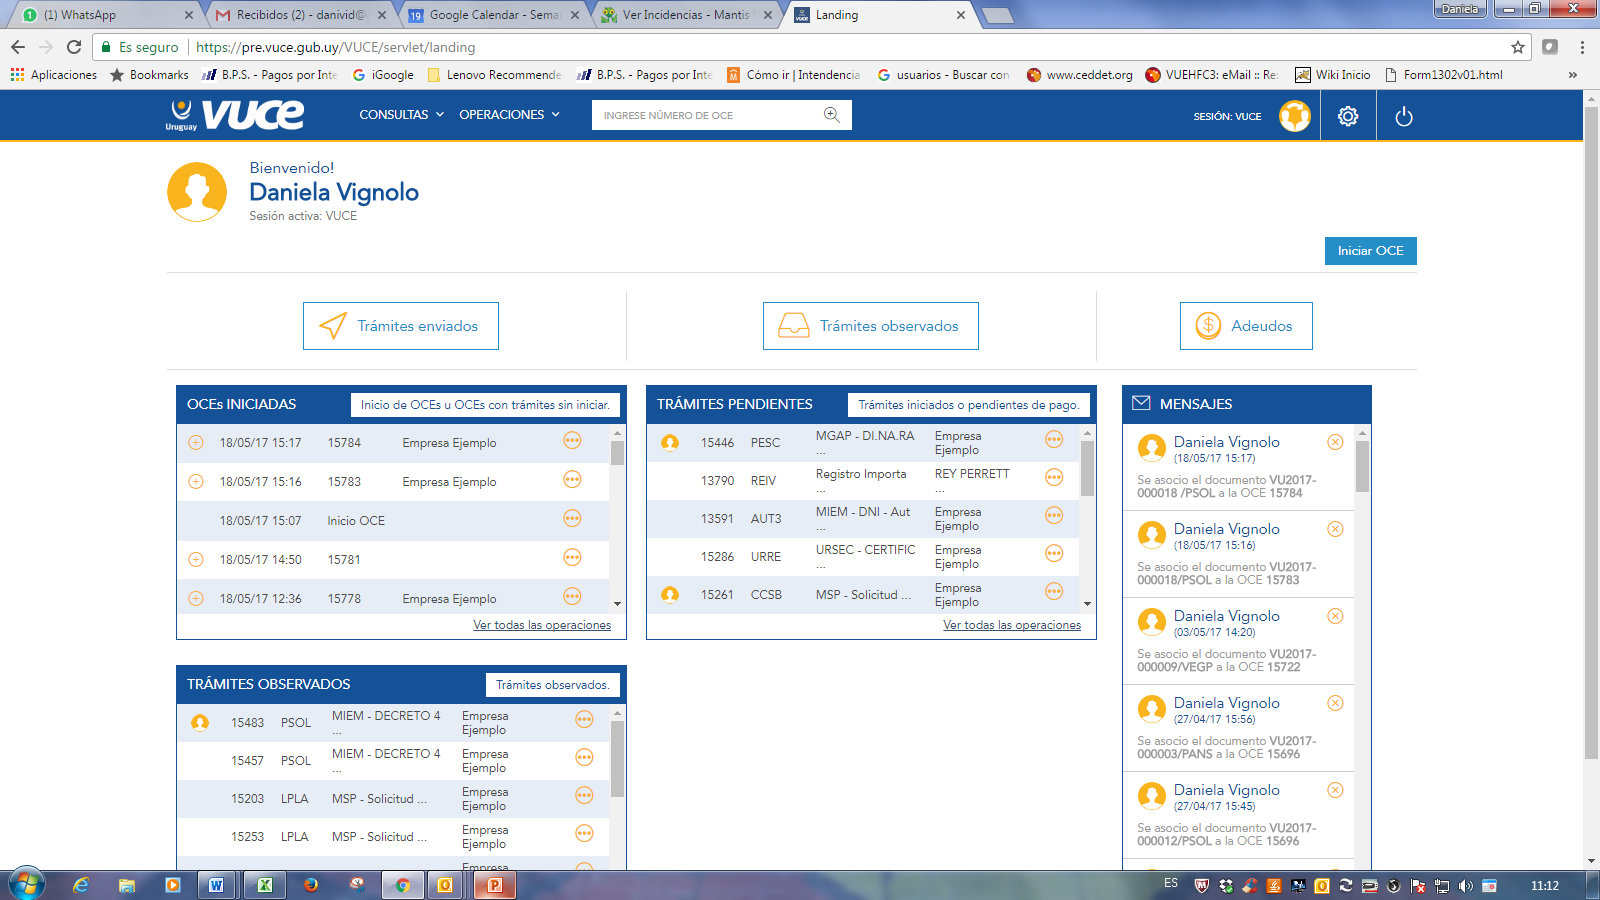 (1) WhatsApp
Recibidos (2) - danivid@
Google Calendar - Sema
Ver Incidencias - Mantis
Landing
Daniela
Es seguro
https://pre.vuce.gub.uy/VUCE/servlet/landing
Aplicaciones
Bookmarks
B.P.S. - Pagos por Inte
iGoogle
Lenovo Recommende
B.P.S. - Pagos por Inte
Cómo ir | Intendencia
usuarios - Buscar con
www.ceddet.org
VUEHFC3: eMail :: Re:
Wiki Inicio
Form1302v01.html
»
Uruguay
vuce
CONSULTAS
OPERACIONES
INGRESE NÚMERO DE OCE
SESIÓN: VUCE
Bienvenido!
Daniela Vignolo
Sesión activa: VUCE
Iniciar OCE
Trámites enviados
Trámites observados
Adeudos
OCEs INICIADAS
Inicio de OCEs u OCEs con trámites sin iniciar.
18/05/17 15:17 15784 Empresa Ejemplo
18/05/17 15:16 15783 Empresa Ejemplo
18/05/17 15:07 Inicio OCE
18/05/17 14:50 15781
18/05/17 12:36 15778 Empresa Ejemplo
Ver todas las operaciones
TRÁMITES PENDIENTES
Trámites iniciados o pendientes de pago.
15446 PESC MGAP - DI.NA.RA ... Empresa Ejemplo
13790 REIV Registro Importa ... REY PERRETT ...
13591 AUT3 MIEM - DNI - Aut ... Empresa Ejemplo
15286 URRE URSEC - CERTIFIC ... Empresa Ejemplo
15261 CCSB MSP - Solicitud ... Empresa Ejemplo
Ver todas las operaciones
MENSAJES
Daniela Vignolo
(18/05/17 15:17)
Se asocio el documento VU2017-
000018 /PSOL a la OCE 15784
Daniela Vignolo
(18/05/17 15:16)
Se asocio el documento VU2017-
000018/PSOL a la OCE 15783
Daniela Vignolo
(03/05/17 14:20)
Se asocio el documento VU2017-
000009/VEGP a la OCE 15722
Daniela Vignolo
(27/04/17 15:56)
Se asocio el documento VU2017-
000003/PANS a la OCE 15696
Daniela Vignolo
(27/04/17 15:45)
Se asocio el documento VU2017-
000012/PSOL a la OCE 15696
TRÁMITES OBSERVADOS
Trámites observados.
15483 PSOL MIEM - DECRETO 4 ... Empresa Ejemplo
15457 PSOL MIEM - DECRETO 4 ... Empresa Ejemplo
15203 LPLA MSP - Solicitud ... Empresa Ejemplo
15253 LPLA MSP - Solicitud ... Empresa Ejemplo
Empresa
ES
11:12